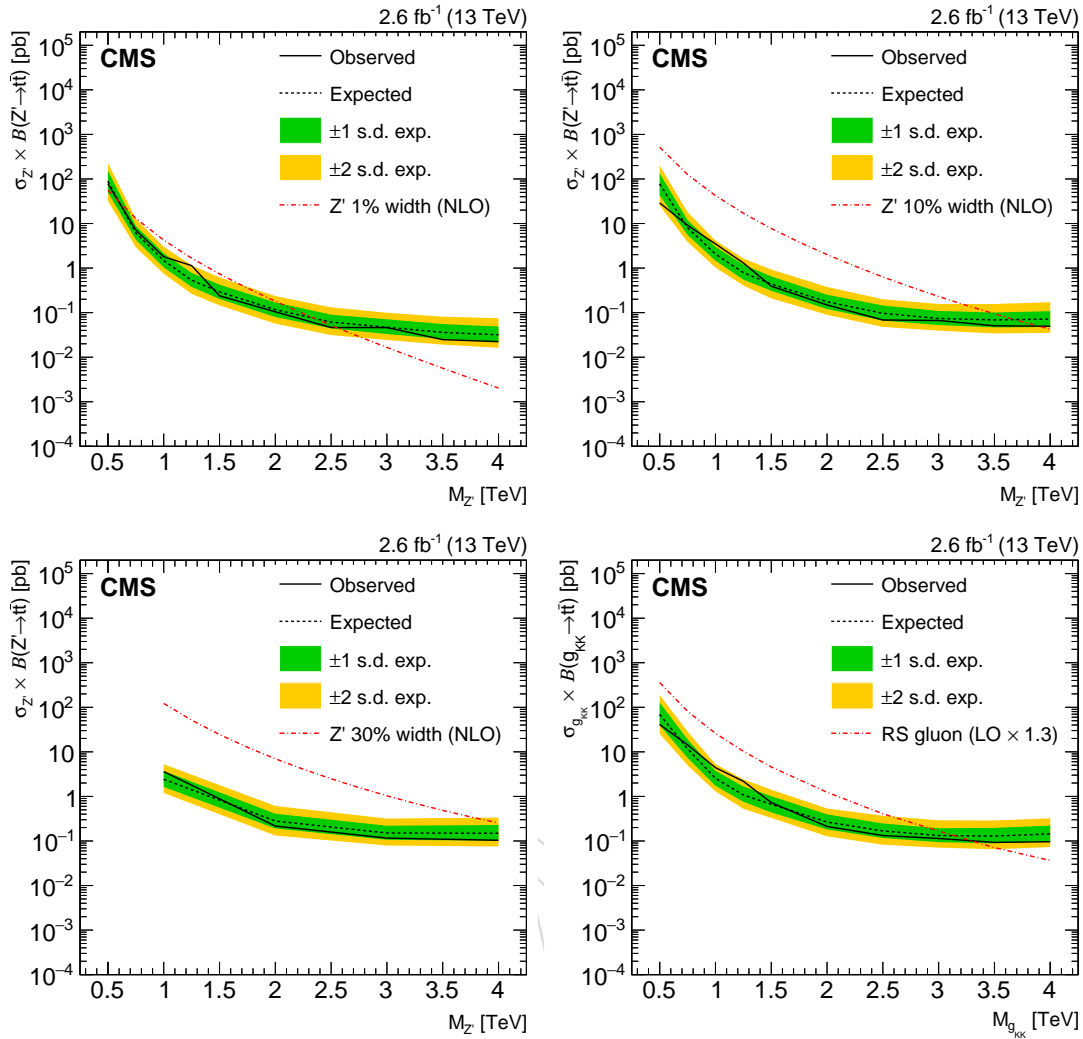 2.6 fb⁻¹ (13 TeV)
CMS
Observed
Expected
±1 s.d. exp.
±2 s.d. exp.
Z' 1% width (NLO)
σ_Z' × B(Z'→tt̄) [pb]
10⁵
10⁴
10³
10²
10
1
10⁻¹
10⁻²
10⁻³
10⁻⁴
0.5 1 1.5 2 2.5 3 3.5 4
M_Z' [TeV]
2.6 fb⁻¹ (13 TeV)
CMS
Observed
Expected
±1 s.d. exp.
±2 s.d. exp.
Z' 10% width (NLO)
σ_Z' × B(Z'→tt̄) [pb]
10⁵
10⁴
10³
10²
10
1
10⁻¹
10⁻²
10⁻³
10⁻⁴
0.5 1 1.5 2 2.5 3 3.5 4
M_Z' [TeV]
2.6 fb⁻¹ (13 TeV)
CMS
Observed
Expected
±1 s.d. exp.
±2 s.d. exp.
Z' 30% width (NLO)
σ_Z' × B(Z'→tt̄) [pb]
10⁵
10⁴
10³
10²
10
1
10⁻¹
10⁻²
10⁻³
10⁻⁴
0.5 1 1.5 2 2.5 3 3.5 4
M_Z' [TeV]
2.6 fb⁻¹ (13 TeV)
CMS
Observed
Expected
±1 s.d. exp.
±2 s.d. exp.
RS gluon (LO × 1.3)
σ_gKK × B(g_KK→tt̄) [pb]
10⁵
10⁴
10³
10²
10
1
10⁻¹
10⁻²
10⁻³
10⁻⁴
0.5 1 1.5 2 2.5 3 3.5 4
M_gKK [TeV]